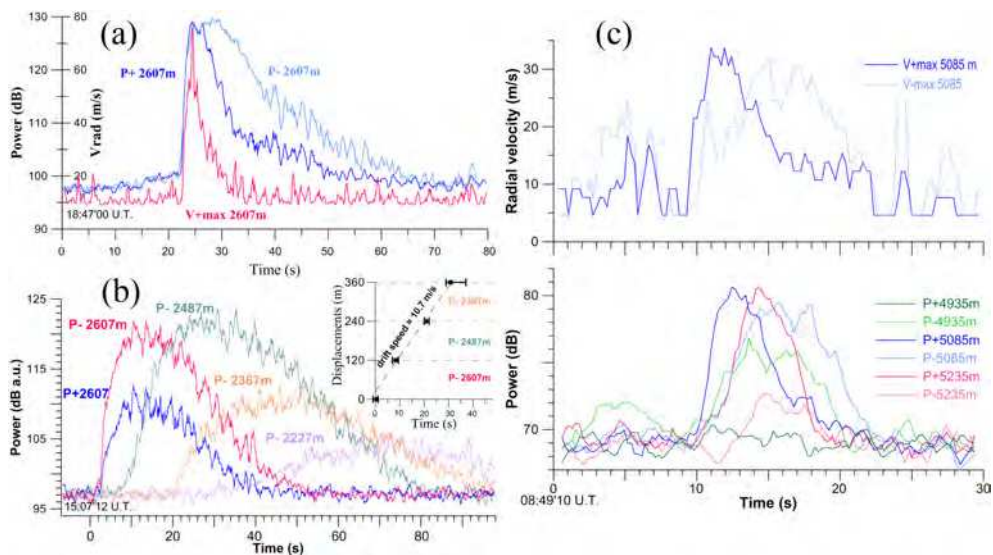 (a)
P+ 2607m
P- 2607m
V+max 2607m
18:47'00 U.T.
Power (dB)
130
120
110
100
90
Vrad (m/s)
80
60
40
20
0 10 20 30 40 50 60 70 80
Time (s)
(b)
P- 2607m
P- 2487m
P+2607
P- 2367m
P- 2227m
15:07'12 U.T.
Power (dB a.u.)
125
115
105
95
0 20 40 60 80
Time (s)
Displacements (m)
360
240
120
0
drift speed = 10.7 m/s
P- 2487m
P- 2607m
0 10 20 30 40
Time (s)
(c)
V+max 5085 m
V-max 5085
Radial velocity (m/s)
40
30
20
10
0
P+4935m
P-4935m
P+5085m
P-5085m
P+5235m
P-5235m
Power (dB)
80
70
0 10 20 30
Time (s)
08:49'10 U.T.